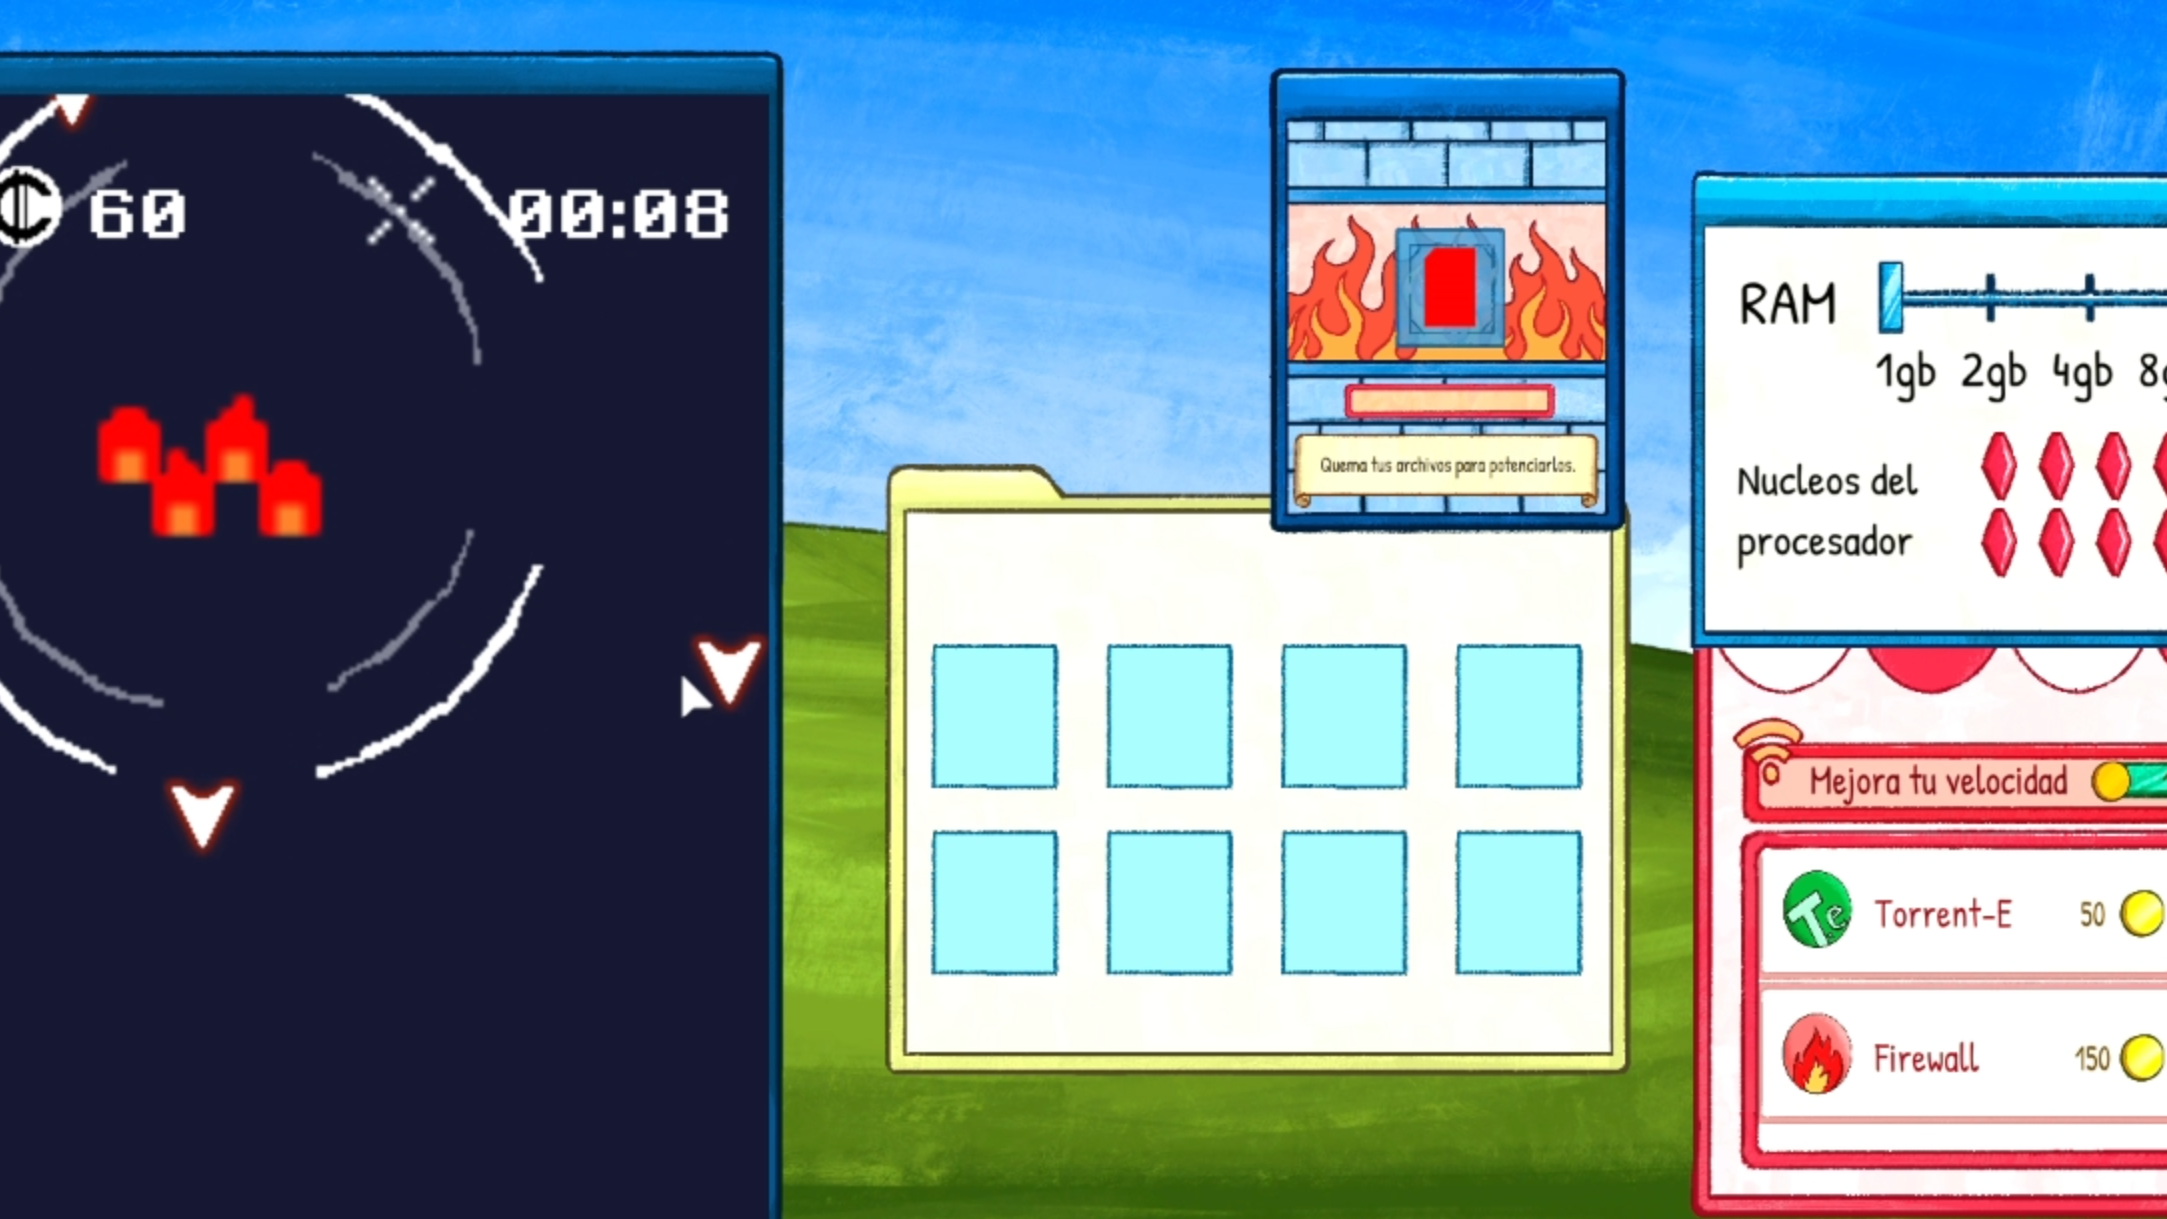 ₡ 60 00:08
Quema tus archivos para potenciarlos.
RAM
1gb 2gb 4gb
Nucleos del
procesador
Mejora tu velocidad
Te Torrent-E 50
Firewall 150